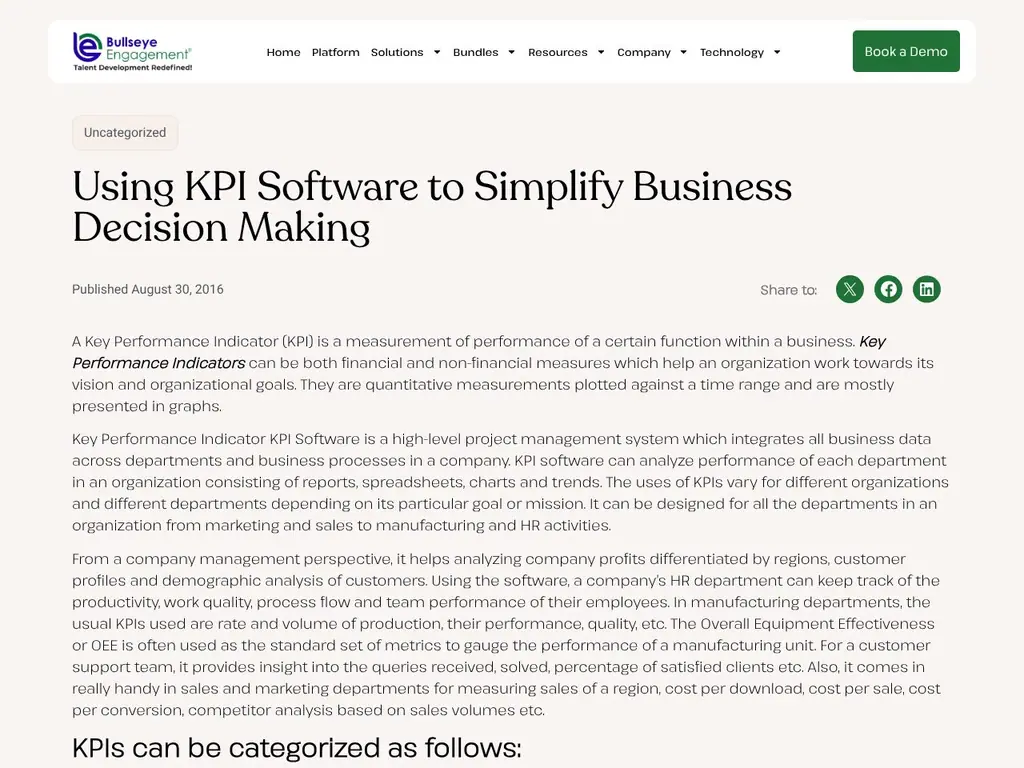 Bullseye
Engagement®
Talent Development Redefined!
Home Platform Solutions Bundles Resources Company Technology
Book a Demo
Uncategorized
Using KPI Software to Simplify Business
Decision Making
Published August 30, 2016
Share to:
A Key Performance Indicator (KPI) is a measurement of performance of a certain function within a business. Key
Performance Indicators can be both financial and non-financial measures which help an organization work towards its
vision and organizational goals. They are quantitative measurements plotted against a time range and are mostly
presented in graphs.
Key Performance Indicator KPI Software is a high-level project management system which integrates all business data
across departments and business processes in a company. KPI software can analyze performance of each department
in an organization consisting of reports, spreadsheets, charts and trends. The uses of KPIs vary for different organizations
and different departments depending on its particular goal or mission. It can be designed for all the departments in an
organization from marketing and sales to manufacturing and HR activities.
From a company management perspective, it helps analyzing company profits differentiated by regions, customer
profiles and demographic analysis of customers. Using the software, a company's HR department can keep track of the
productivity, work quality, process flow and team performance of their employees. In manufacturing departments, the
usual KPIs used are rate and volume of production, their performance, quality, etc. The Overall Equipment Effectiveness
or OEE is often used as the standard set of metrics to gauge the performance of a manufacturing unit. For a customer
support team, it provides insight into the queries received, solved, percentage of satisfied clients etc. Also, it comes in
really handy in sales and marketing departments for measuring sales of a region, cost per download, cost per sale, cost
per conversion, competitor analysis based on sales volumes etc.
KPIs can be categorized as follows: